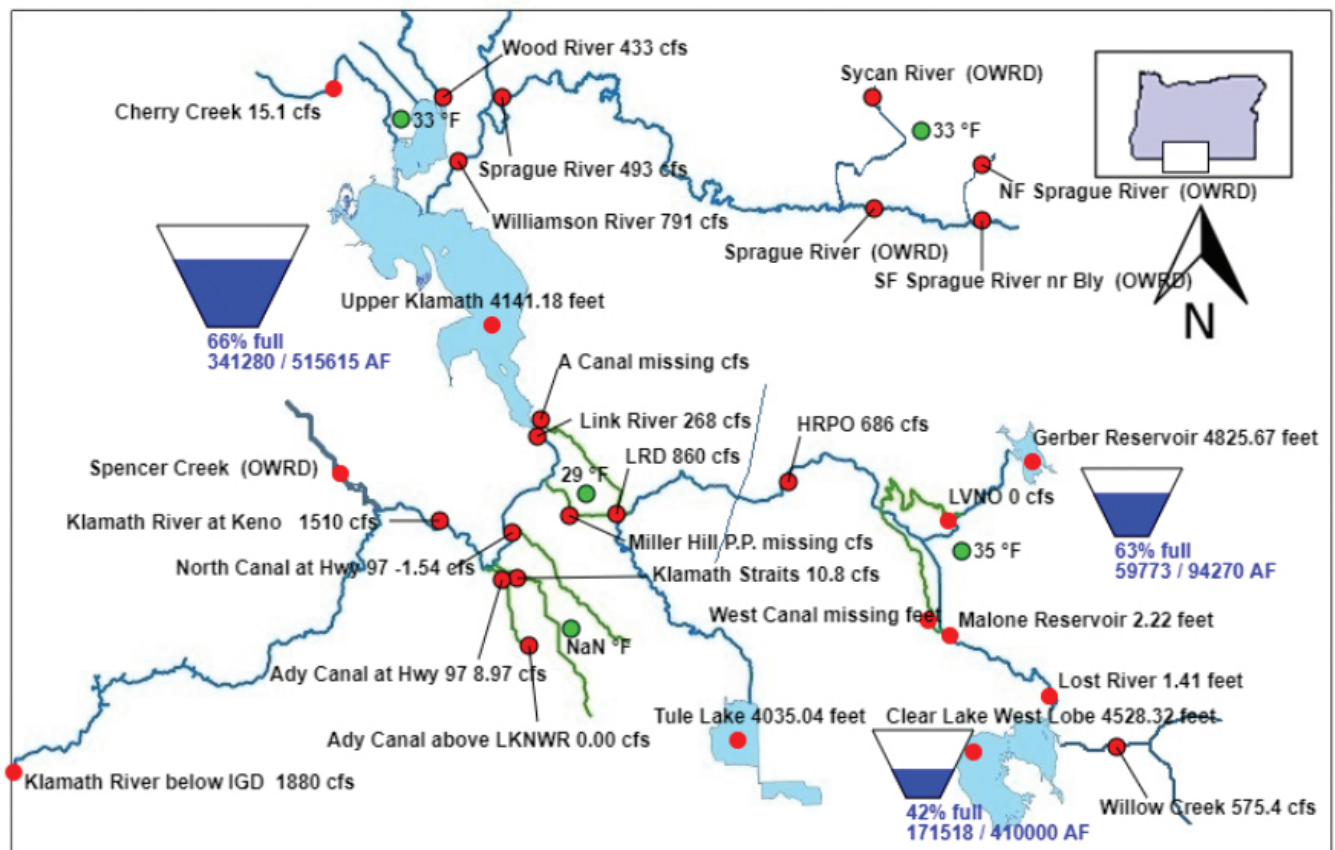 Wood River 433 cfs
Sycan River (OWRD)
Cherry Creek 15.1 cfs
33 °F
33 °F
Sprague River 493 cfs
NF Sprague River (OWRD)
Williamson River 791 cfs
Sprague River (OWRD)
SF Sprague River nr Bly (OWRD)
Upper Klamath 4141.18 feet
N
66% full
341280 / 515615 AF
A Canal missing cfs
Link River 268 cfs
HRPO 686 cfs
Gerber Reservoir 4825.67 feet
LRD 860 cfs
Spencer Creek (OWRD)
29 °F
LVNO 0 cfs
Klamath River at Keno 1510 cfs
Miller Hill P.P. missing cfs
35 °F
63% full
59773 / 94270 AF
North Canal at Hwy 97 -1.54 cfs
Klamath Straits 10.8 cfs
West Canal missing feet
Malone Reservoir 2.22 feet
NaN °F
Ady Canal at Hwy 97 8.97 cfs
Lost River 1.41 feet
Tule Lake 4035.04 feet
Clear Lake West Lobe 4528.32 feet
Ady Canal above LKNWR 0.00 cfs
Klamath River below IGD 1880 cfs
Willow Creek 575.4 cfs
42% full
171518 / 410000 AF